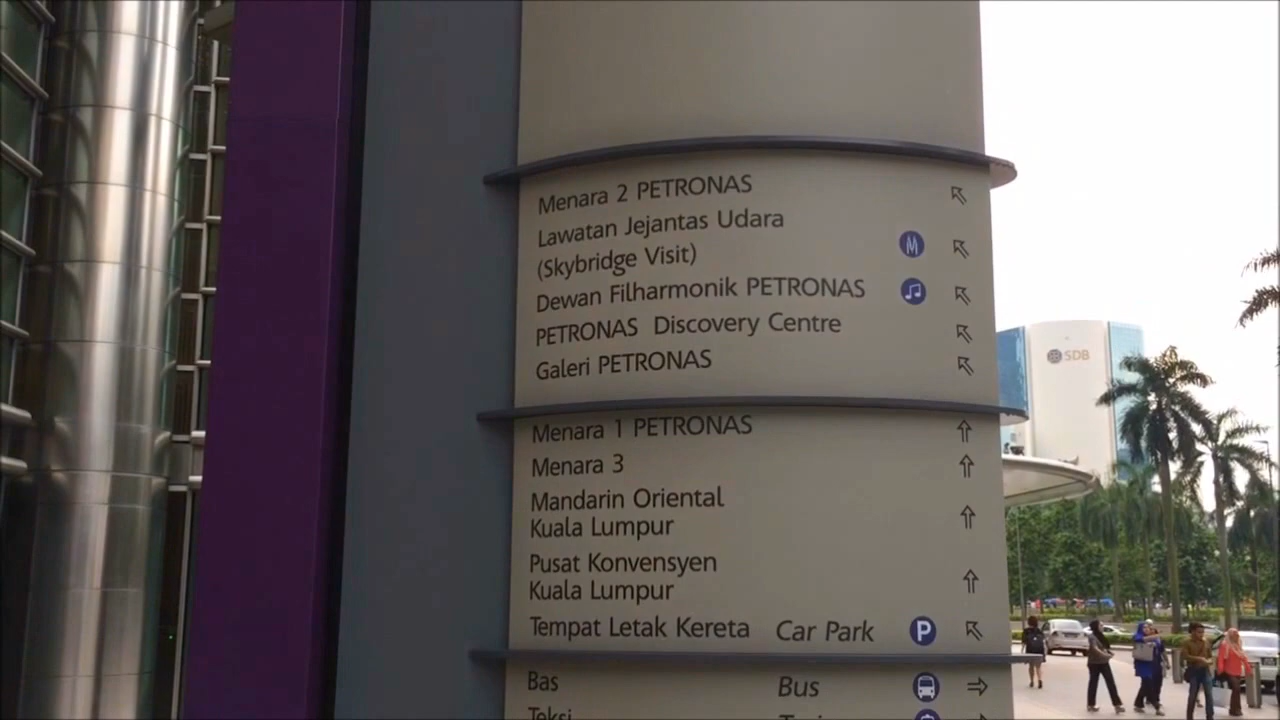 Menara 2 PETRONAS
Lawatan Jejantas Udara
(Skybridge Visit)
Dewan Filharmonik PETRONAS
PETRONAS Discovery Centre
Galeri PETRONAS
Menara 1 PETRONAS
Menara 3
Mandarin Oriental
Kuala Lumpur
Pusat Konvensyen
Kuala Lumpur
Tempat Letak Kereta Car Park P
Bas Bus
Teksi
SDB